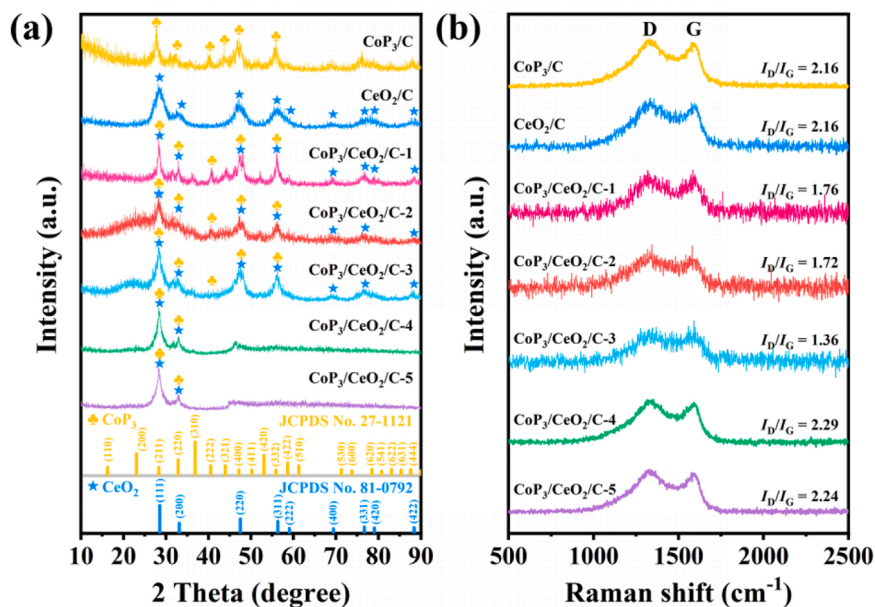 (a)
CoP3/C
CeO2/C
CoP3/CeO2/C-1
CoP3/CeO2/C-2
CoP3/CeO2/C-3
CoP3/CeO2/C-4
CoP3/CeO2/C-5
♣ CoP3 JCPDS No. 27-1121
(110) (200) (211) (220) (310) (222) (321) (400) (411) (420) (332) (422) (510) (530) (600) (620) (541) (622) (631) (444)
★ CeO2 JCPDS No. 81-0792
(111) (200) (220) (311) (222) (400) (331) (420) (422)
10 20 30 40 50 60 70 80 90
2 Theta (degree)
Intensity (a.u.)
(b)
D G
CoP3/C ID/IG = 2.16
CeO2/C ID/IG = 2.16
CoP3/CeO2/C-1 ID/IG = 1.76
CoP3/CeO2/C-2 ID/IG = 1.72
CoP3/CeO2/C-3 ID/IG = 1.36
CoP3/CeO2/C-4 ID/IG = 2.29
CoP3/CeO2/C-5 ID/IG = 2.24
500 1000 1500 2000 2500
Raman shift (cm-1)
Intensity (a.u.)